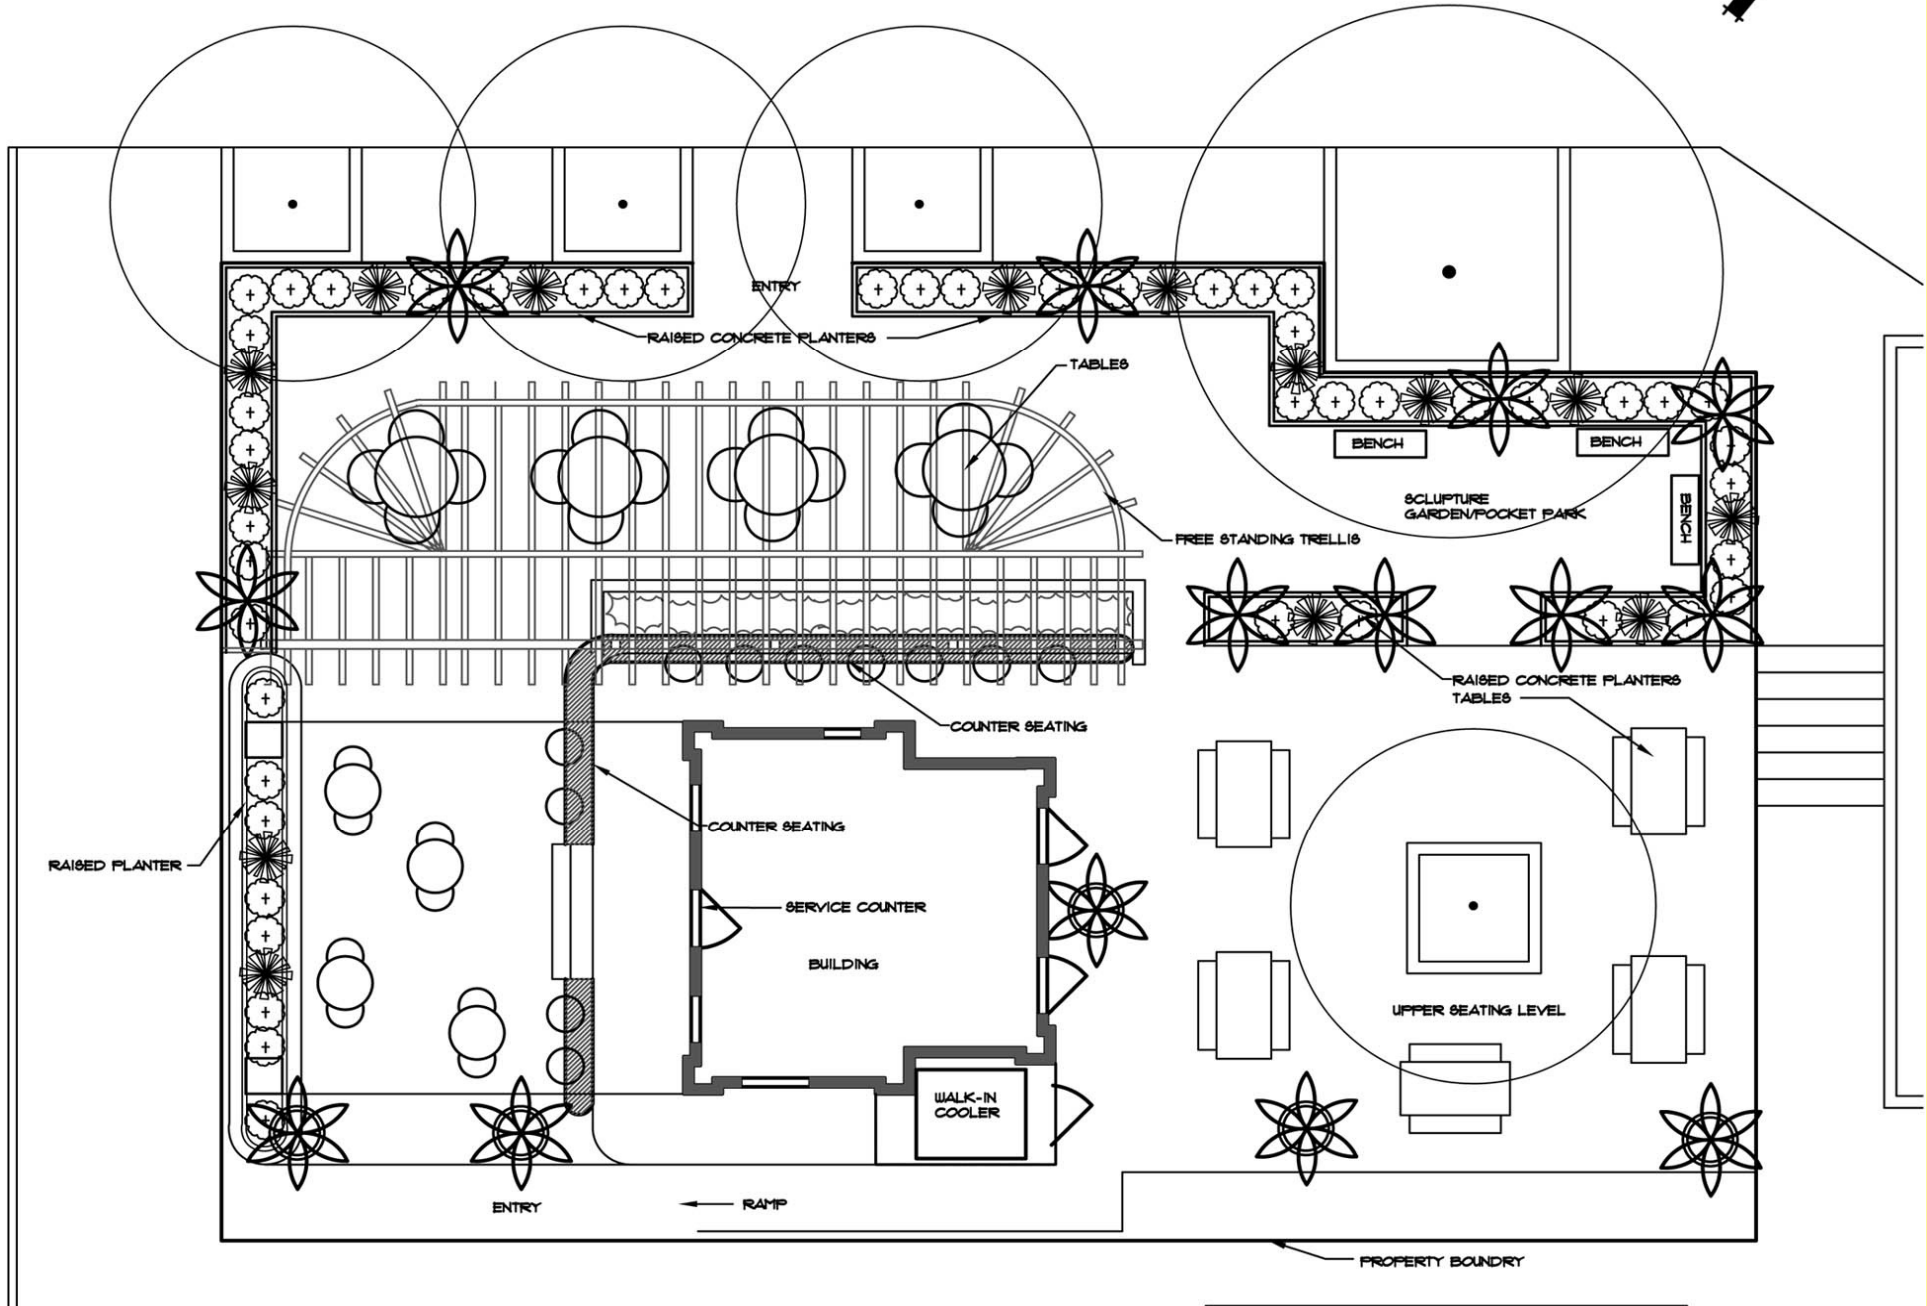 ENTRY
RAISED CONCRETE PLANTERS
TABLES
BENCH
BENCH
BENCH
SCLUPTURE
GARDEN/POCKET PARK
FREE STANDING TRELLIS
RAISED CONCRETE PLANTERS
TABLES
COUNTER SEATING
COUNTER SEATING
RAISED PLANTER
SERVICE COUNTER
BUILDING
UPPER SEATING LEVEL
WALK-IN
COOLER
ENTRY
RAMP
PROPERTY BOUNDRY